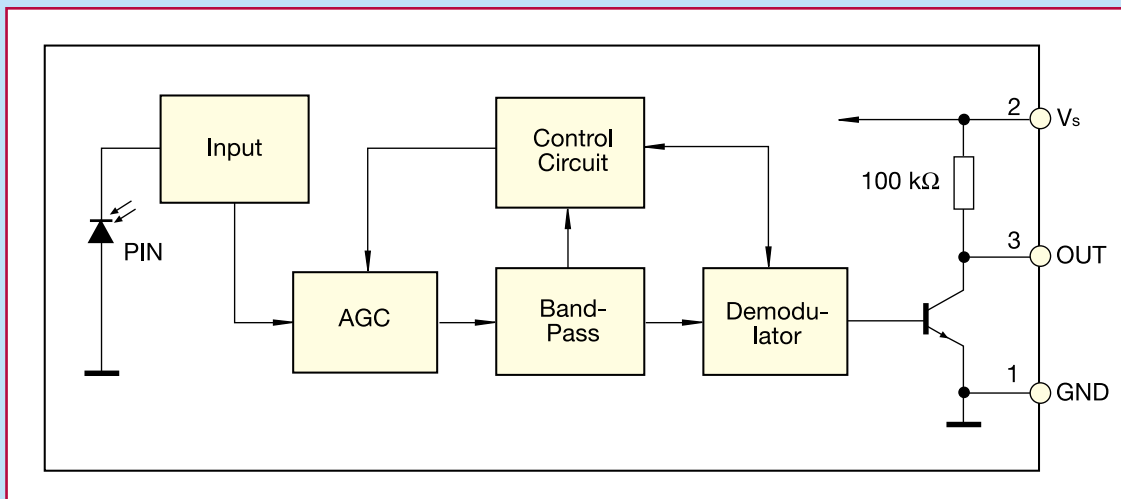 Input
PIN
AGC
Control
Circuit
Band-
Pass
Demodu-
lator
100 kΩ
2
Vs
3
OUT
1
GND